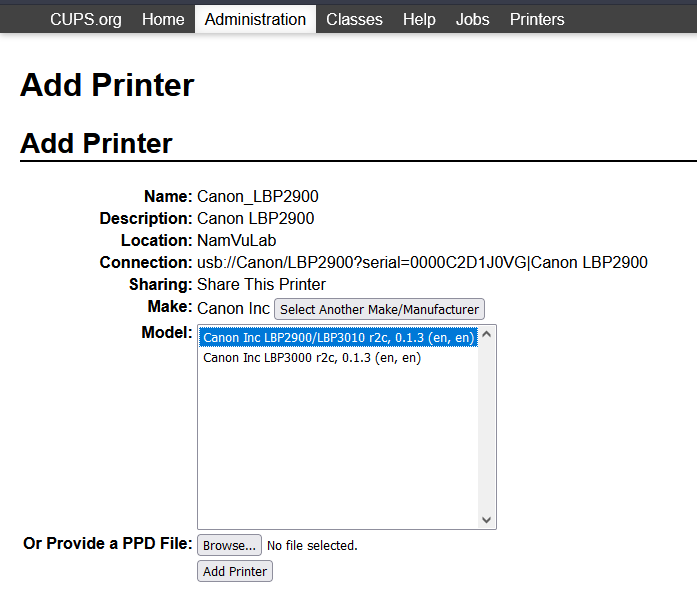 CUPS.org Home Administration Classes Help Jobs Printers
Add Printer
Add Printer
Name: Canon_LBP2900
Description: Canon LBP2900
Location: NamVuLab
Connection: usb://Canon/LBP2900?serial=0000C2D1J0VG|Canon LBP2900
Sharing: Share This Printer
Make: Canon Inc Select Another Make/Manufacturer
Model: Canon Inc LBP2900/LBP3010 r2c, 0.1.3 (en, en)
Canon Inc LBP3000 r2c, 0.1.3 (en, en)
Or Provide a PPD File: Browse... No file selected.
Add Printer